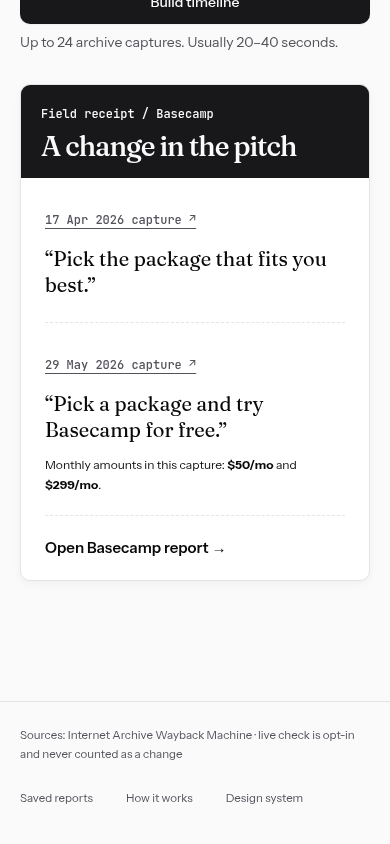 Build timeline
Up to 24 archive captures. Usually 20–40 seconds.
Field receipt / Basecamp
A change in the pitch
17 Apr 2026 capture ↗
“Pick the package that fits you
best.”
29 May 2026 capture ↗
“Pick a package and try
Basecamp for free.”
Monthly amounts in this capture: $50/mo and
$299/mo.
Open Basecamp report →
Sources: Internet Archive Wayback Machine · live check is opt-in
and never counted as a change
Saved reports How it works Design system